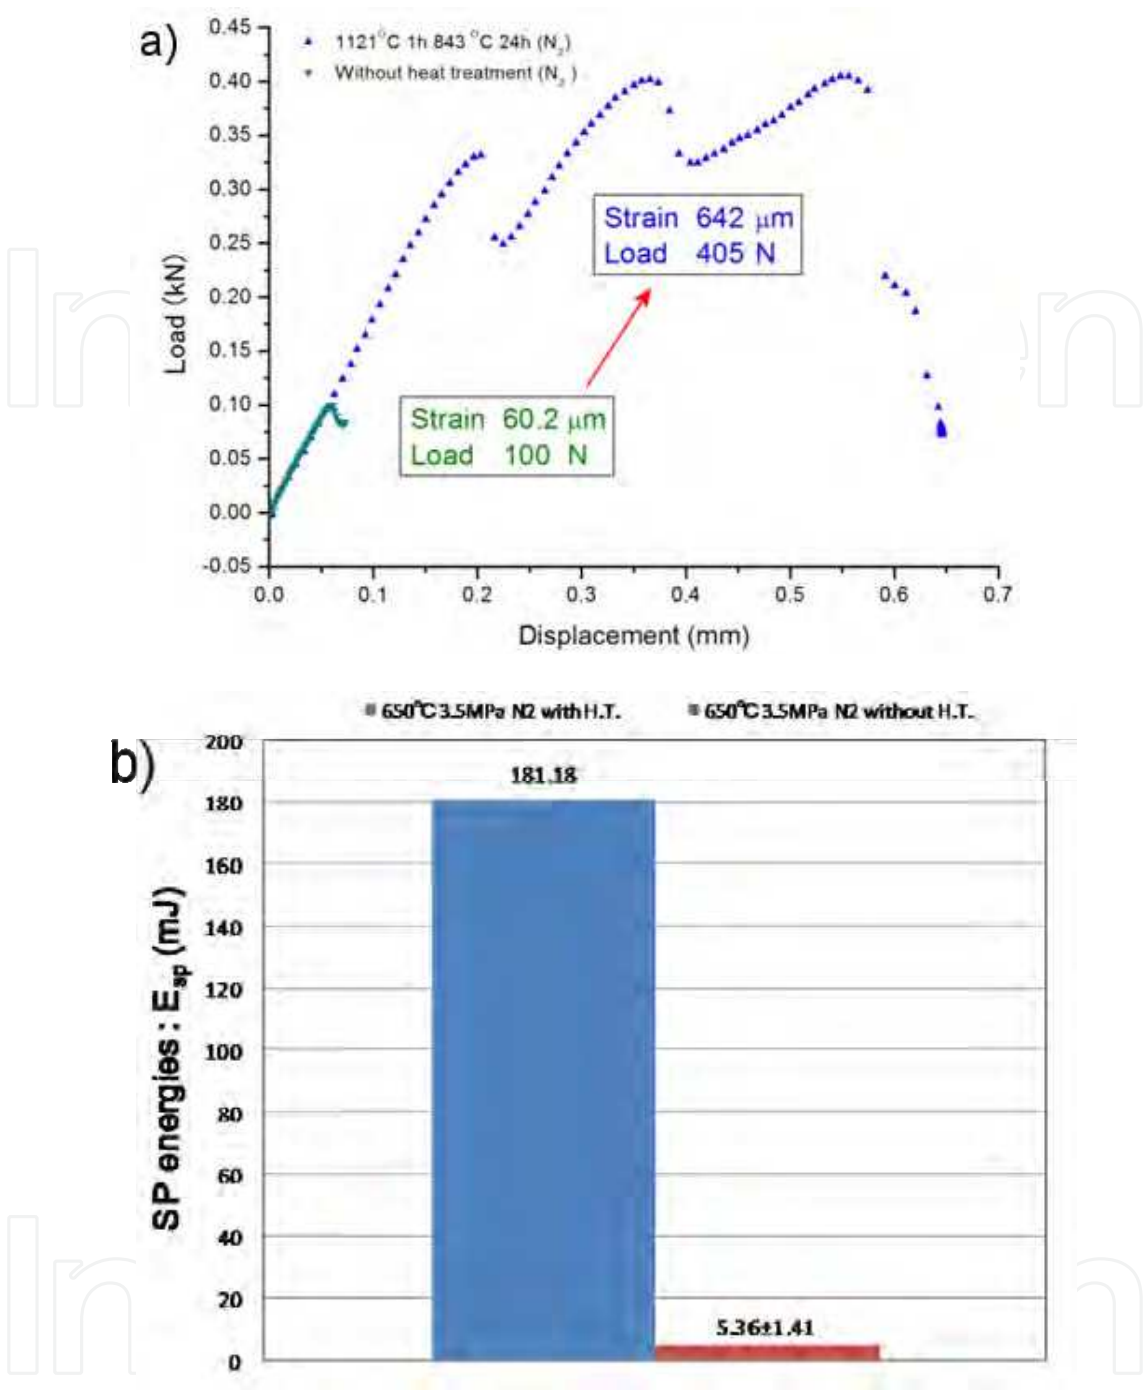 a)
1121°C 1h 843 °C 24h (N₂)
Without heat treatment (N₂ )
0.45
0.40
0.35
0.30
0.25
0.20
0.15
0.10
0.05
0.00
-0.05
Load (kN)
Strain 642 μm
Load 405 N
Strain 60.2 μm
Load 100 N
0.0 0.1 0.2 0.3 0.4 0.5 0.6 0.7
Displacement (mm)
b)
650°C 3.5MPa N2 with H.T. 650°C 3.5MPa N2 without H.T.
200
180
160
140
120
100
80
60
40
20
0
SP energies : Esp (mJ)
181.18
5.36±1.41